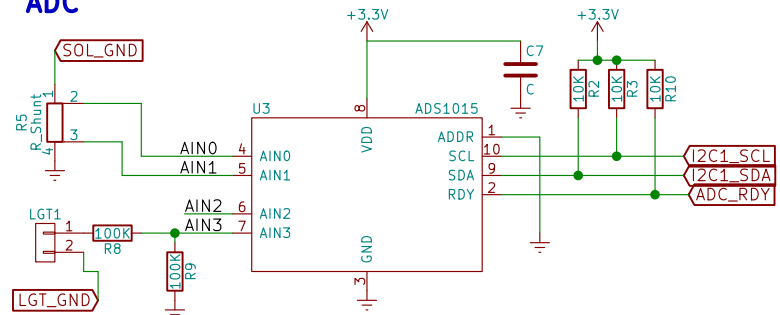 ADC
+3.3V
+3.3V
SOL_GND
C7
C
R5
R_Shunt
1
2
3
4
10K
R2
10K
R3
10K
R10
U3
ADS1015
8
VDD
ADDR
1
AIN0
4
AIN0
SCL
10
I2C1_SCL
AIN1
5
AIN1
SDA
9
I2C1_SDA
RDY
2
ADC_RDY
AIN2
6
AIN2
AIN3
7
AIN3
LGT1
1
2
100K
R8
100K
R9
GND
3
LGT_GND